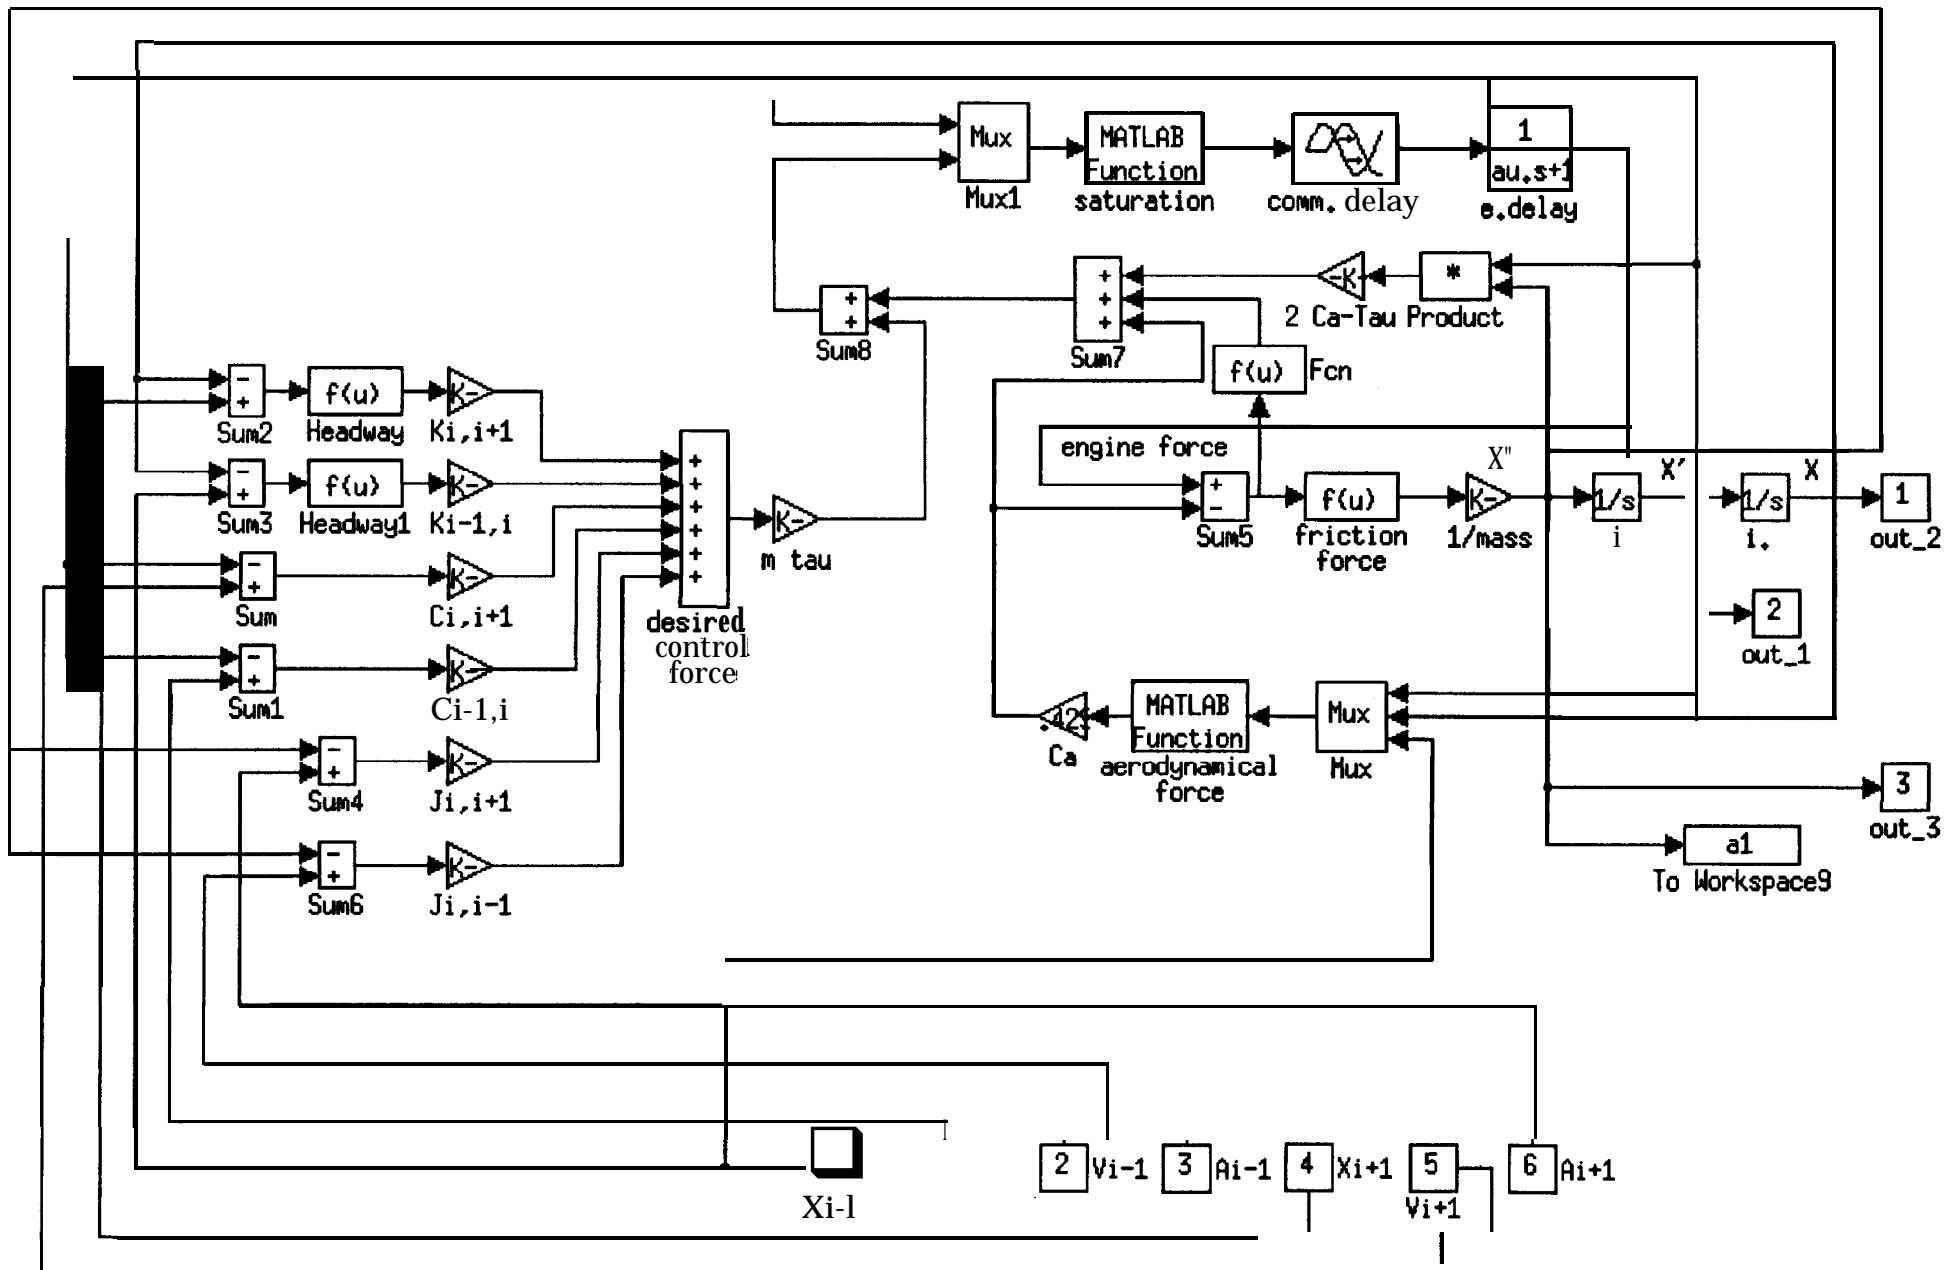 Mux
Mux1
MATLAB
Function
saturation
comm. delay
1
au.s+1
e.delay
+
+
Sum8
+
+
+
Sum7
-K-
*
2 Ca-Tau Product
f(u)
Fcn
-
+
Sum2
f(u)
Headway
K-
Ki,i+1
-
+
Sum3
f(u)
Headway1
K-
Ki-1,i
-
+
Sum
K-
Ci,i+1
-
+
Sum1
K-
Ci-1,i
-
+
Sum4
K-
Ji,i+1
-
+
Sum6
K-
Ji,i-1
+
+
+
+
+
+
desired
control
force
K-
m tau
engine force
+
-
Sum5
f(u)
friction
force
X"
K-
1/mass
1/s
i
X'
1/s
i.
X
1
out_2
2
out_1
Ca
MATLAB
Function
aerodynamical
force
Mux
Mux
3
out_3
a1
To Workspace9
Xi-l
2
Vi-1
3
Ai-1
4
Xi+1
5
Vi+1
6
Ai+1